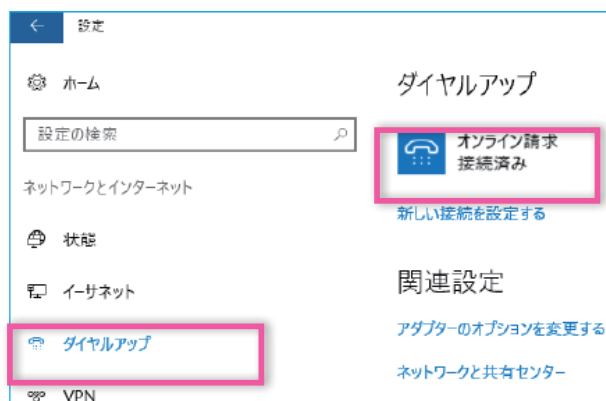 設定
ホーム
設定の検索
ネットワークとインターネット
状態
イーサネット
ダイヤルアップ
VPN
ダイヤルアップ
オンライン請求
接続済み
新しい接続を設定する
関連設定
アダプターのオプションを変更する
ネットワークと共有センター